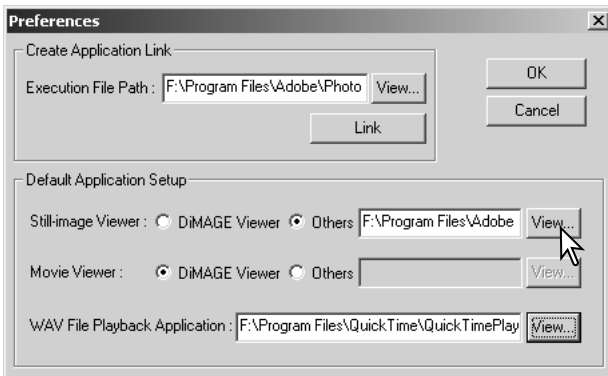 Preferences
Create Application Link
Execution File Path : F:\Program Files\Adobe\Photo View...
Link
OK
Cancel
Default Application Setup
Still-image Viewer : DiMAGE Viewer Others F:\Program Files\Adobe View...
Movie Viewer : DiMAGE Viewer Others View...
WAV File Playback Application : F:\Program Files\QuickTime\QuickTimePlay View...